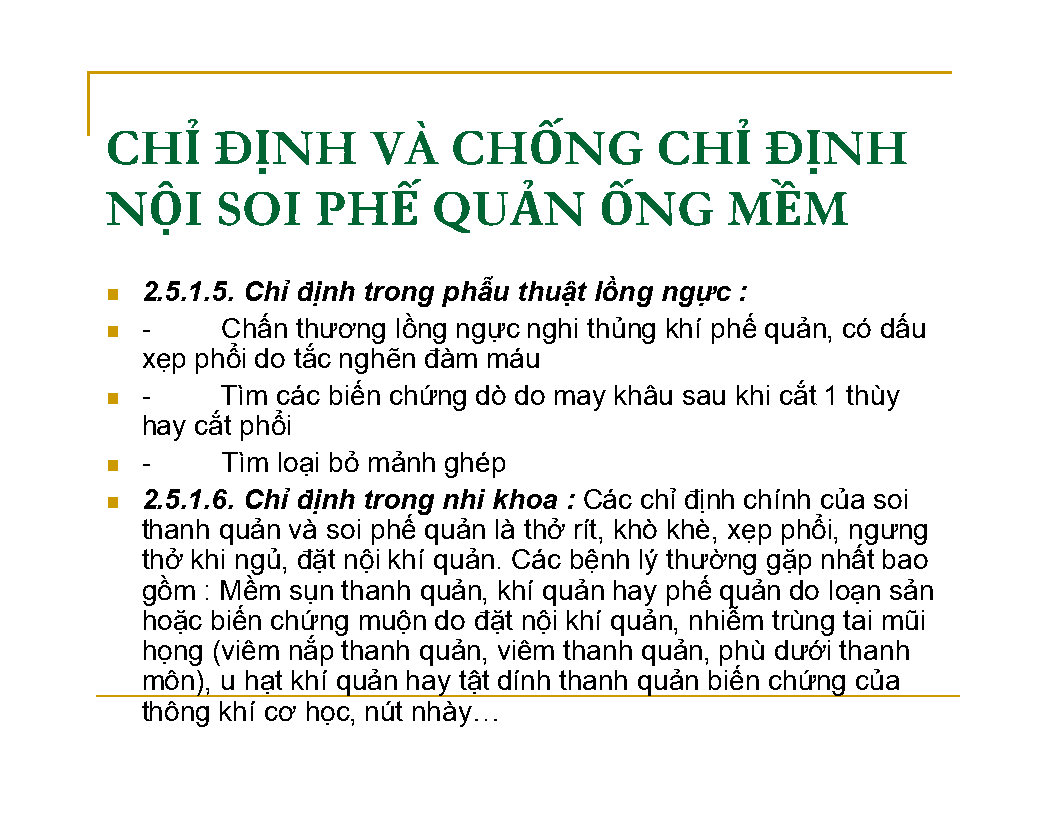 CHỈ ĐỊNH VÀ CHỐNG CHỈ ĐỊNH
NỘI SOI PHẾ QUẢN ỐNG MỀM
2.5.1.5. Chỉ định trong phẫu thuật lồng ngực :
- Chấn thương lồng ngực nghi thủng khí phế quản, có dấu
xẹp phổi do tắc nghẽn đàm máu
- Tìm các biến chứng dò do may khâu sau khi cắt 1 thùy
hay cắt phổi
- Tìm loại bỏ mảnh ghép
2.5.1.6. Chỉ định trong nhi khoa : Các chỉ định chính của soi
thanh quản và soi phế quản là thở rít, khò khè, xẹp phổi, ngưng
thở khi ngủ, đặt nội khí quản. Các bệnh lý thường gặp nhất bao
gồm : Mềm sụn thanh quản, khí quản hay phế quản do loạn sản
hoặc biến chứng muộn do đặt nội khí quản, nhiễm trùng tai mũi
họng (viêm nắp thanh quản, viêm thanh quản, phù dưới thanh
môn), u hạt khí quản hay tật dính thanh quản biến chứng của
thông khí cơ học, nút nhày…